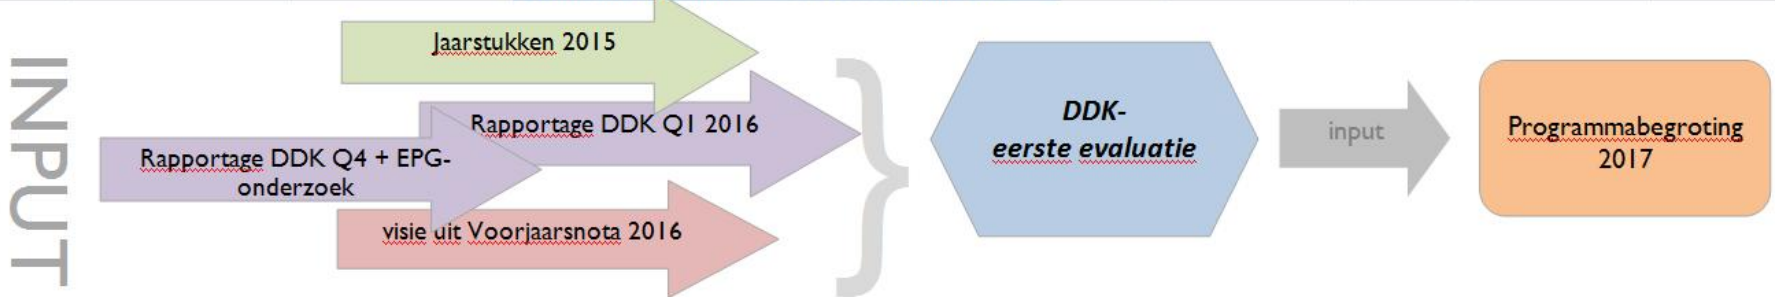 INPUT
Jaarstukken 2015
Rapportage DDK Q1 2016
Rapportage DDK Q4 + EPG-
onderzoek
visie uit Voorjaarsnota 2016
DDK-
eerste evaluatie
input
Programmabegroting
2017